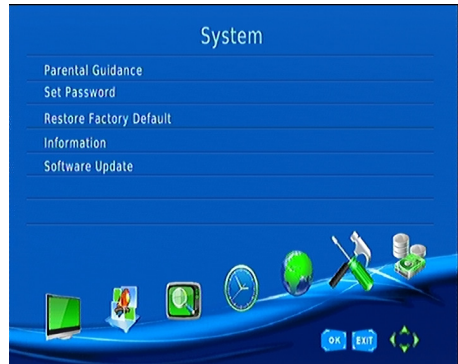 System
Parental Guidance
Set Password
Restore Factory Default
Information
Software Update
OK EXIT